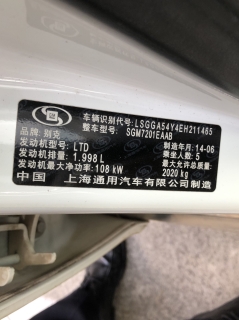 车辆识别代号: LSGGA54Y4EH211465
整车型号: SGM7201EAAB
品牌: 别克
发动机型号: LTD 制造年月: 14-06
发动机排量: 1.998 L 乘坐人数: 5
发动机最大净功率: 108 kW 最大允许总质量: 2020 kg
中国 上海通用汽车有限公司制造